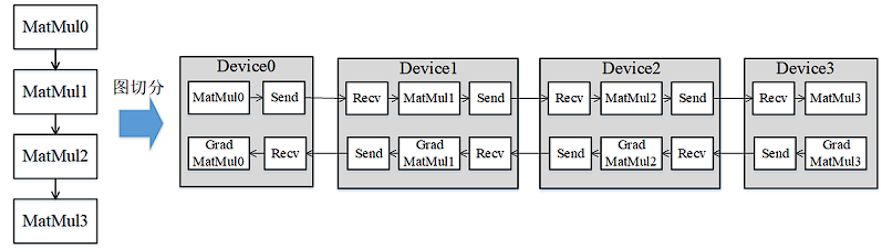 MatMul0
MatMul1
MatMul2
MatMul3
图切分
Device0
MatMul0
Send
Grad
MatMul0
Recv
Device1
Recv
MatMul1
Send
Send
Grad
MatMul1
Recv
Device2
Recv
MatMul2
Send
Send
Grad
MatMul2
Recv
Device3
Recv
MatMul3
Send
Grad
MatMul3